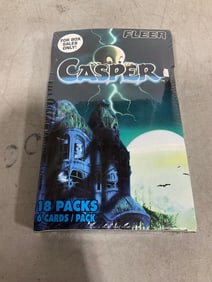 FOR BOX
SALES
ONLY!
FLEER
CASPER
18 PACKS
6 CARDS / PACK